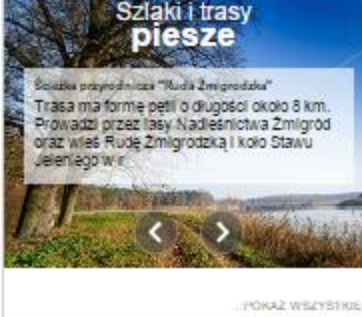 Szlaki i trasy
piesze
Ścieżka przyrodnicza "Ruda Żmigrodzka"
Trasa ma formę pętli o długości około 8 km.
Prowadzi przez lasy Nadleśnictwa Żmigród
oraz wieś Rudę Żmigrodzką i koło Stawu
Jeleniego w r...
...POKAŻ WSZYSTKIE